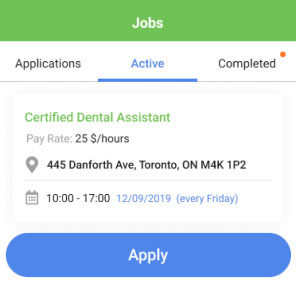 Jobs
Applications Active Completed
Certified Dental Assistant
Pay Rate: 25 $/hours
445 Danforth Ave, Toronto, ON M4K 1P2
10:00 - 17:00 12/09/2019 (every Friday)
Apply